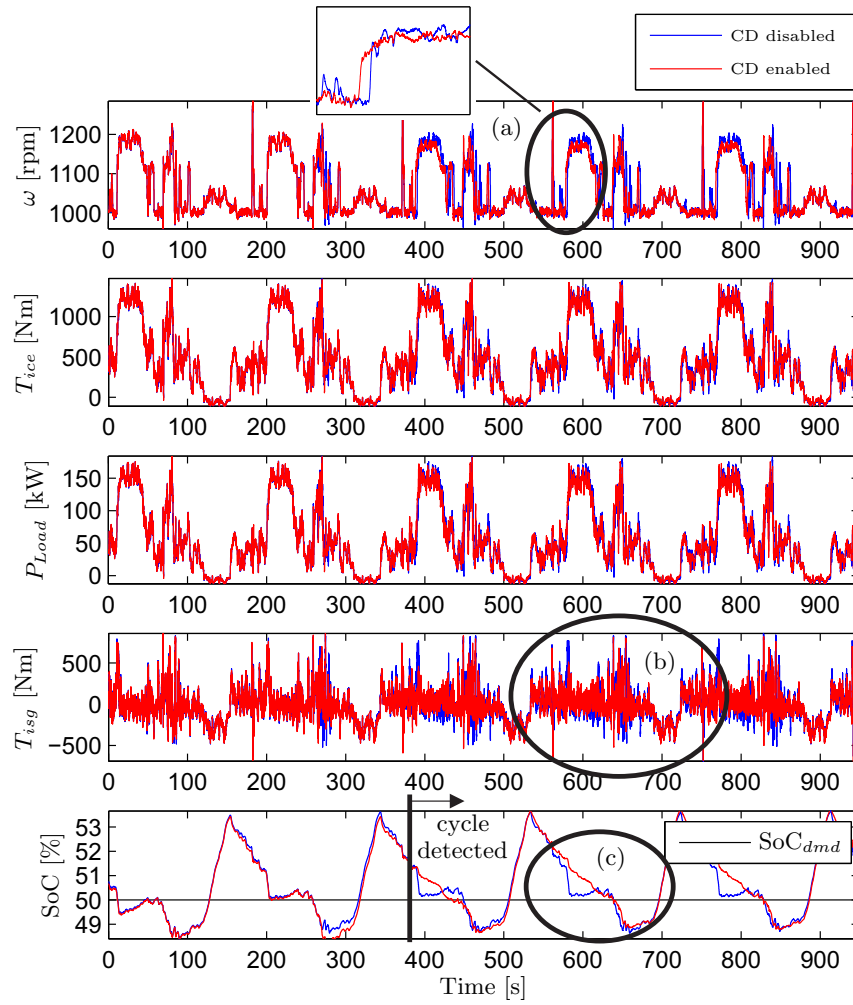 CD disabled
CD enabled
(a)
1200
1100
1000
ω [rpm]
0 100 200 300 400 500 600 700 800 900
1000
500
0
T_ice [Nm]
0 100 200 300 400 500 600 700 800 900
150
100
50
0
P_Load [kW]
0 100 200 300 400 500 600 700 800 900
500
0
−500
T_isg [Nm]
(b)
0 100 200 300 400 500 600 700 800 900
53
52
51
50
49
SoC [%]
cycle
detected
(c)
SoC_dmd
0 100 200 300 400 500 600 700 800 900
Time [s]